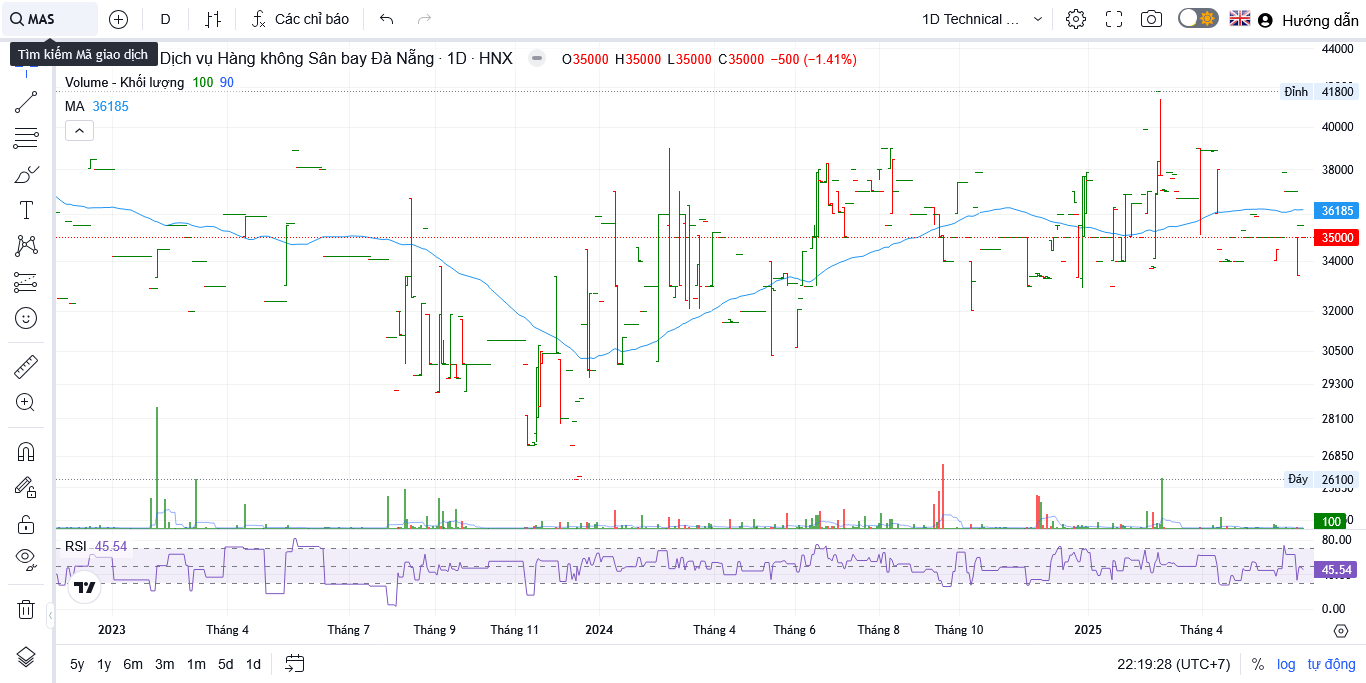 MAS
D
Các chỉ báo
1D Technical ...
Hướng dẫn
Tìm kiếm Mã giao dịch
Dịch vụ Hàng không Sân bay Đà Nẵng · 1D · HNX
O35000 H35000 L35000 C35000 −500 (−1.41%)
Volume - Khối lượng 100 90
MA 36185
44000
Đỉnh 41800
40000
38000
36185
35000
34000
32000
30500
29300
28100
26850
Đáy 26100
100
RSI 45.54
80.00
45.54
0.00
2023 Tháng 4 Tháng 7 Tháng 9 Tháng 11 2024 Tháng 4 Tháng 6 Tháng 8 Tháng 10 2025 Tháng 4
5y 1y 6m 3m 1m 5d 1d
22:19:28 (UTC+7) % log tự động